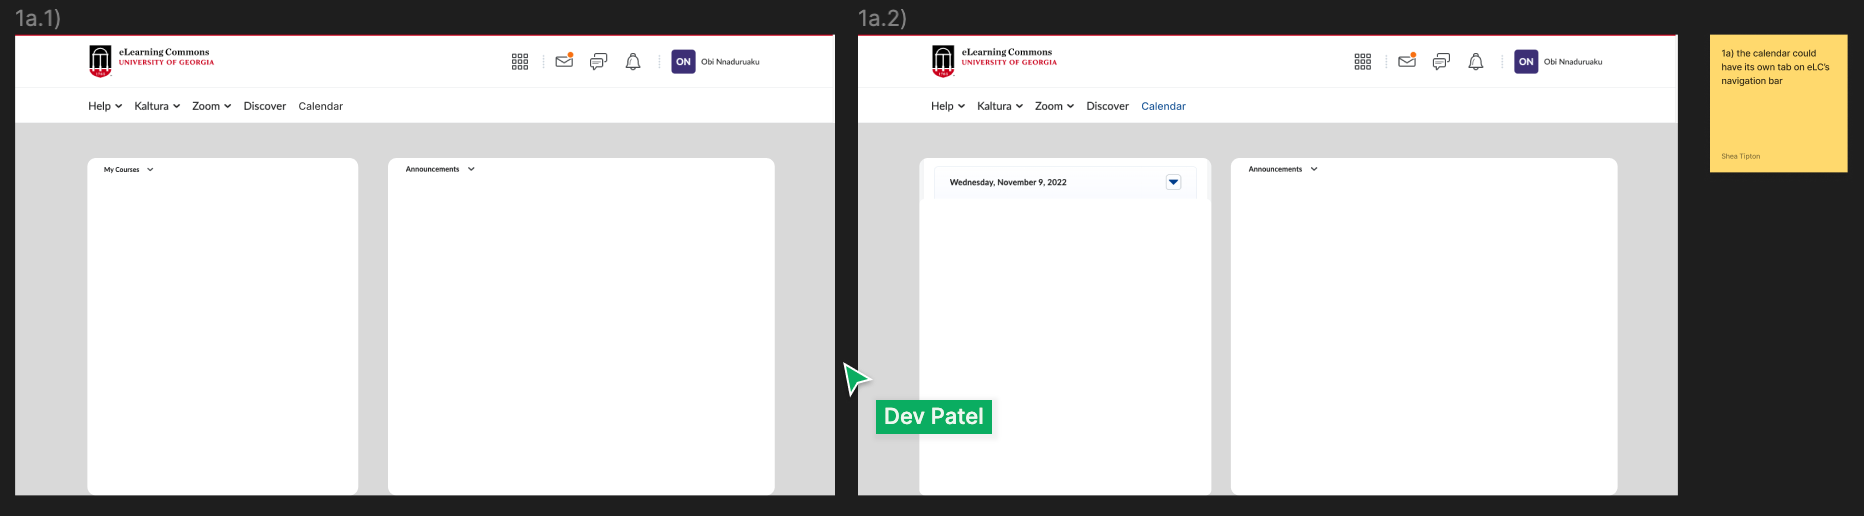 1a.1)
eLearning Commons
UNIVERSITY OF GEORGIA
ON Obi Nnaduruaku
Help Kaltura Zoom Discover Calendar
My Courses
Announcements
1a.2)
eLearning Commons
UNIVERSITY OF GEORGIA
ON Obi Nnaduruaku
Help Kaltura Zoom Discover Calendar
Wednesday, November 9, 2022
Announcements
Dev Patel
1a) the calendar could
have its own tab on eLC's
navigation bar
Shea Tipton